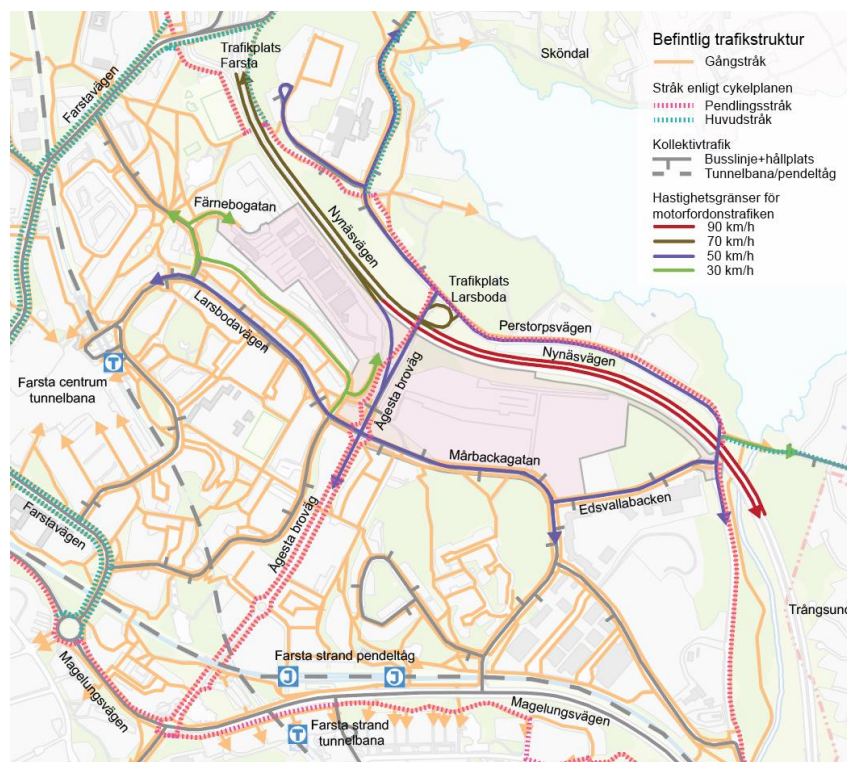 Befintlig trafikstruktur
Gångstråk
Stråk enligt cykelplanen
Pendlingsstråk
Huvudstråk
Kollektivtrafik
Busslinje+hållplats
Tunnelbana/pendeltåg
Hastighetsgränser för
motorfordonstrafiken
90 km/h
70 km/h
50 km/h
30 km/h
Trafikplats
Farsta
Sköndal
Farstavägen
Färnebogatan
Nynäsvägen
Trafikplats
Larsboda
Perstorpsvägen
Nynäsvägen
Larsbodavägen
Ågesta broväg
Farsta centrum
tunnelbana
T
Mårbackagatan
Edsvallabacken
Farstavägen
Ågesta broväg
Trångsund
Farsta strand pendeltåg
J
J
Magelungsvägen
Magelungsvägen
T
Farsta strand
tunnelbana